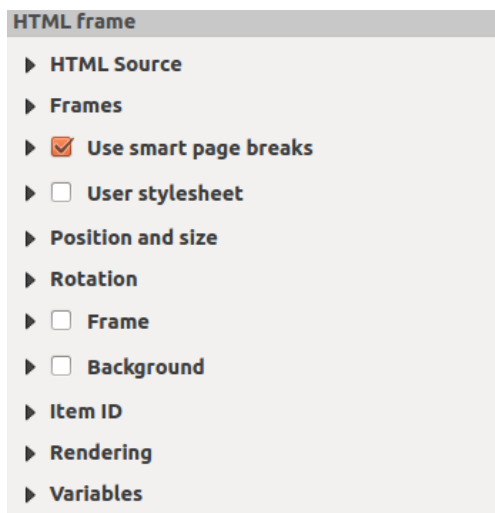 HTML frame
HTML Source
Frames
Use smart page breaks
User stylesheet
Position and size
Rotation
Frame
Background
Item ID
Rendering
Variables